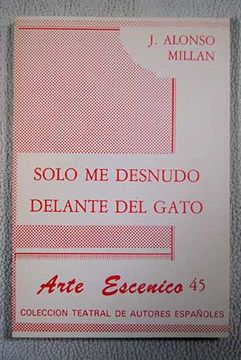 J. ALONSO
MILLAN
SOLO ME DESNUDO
DELANTE DEL GATO
Arte Escenico 45
COLECCION TEATRAL DE AUTORES ESPAÑOLES